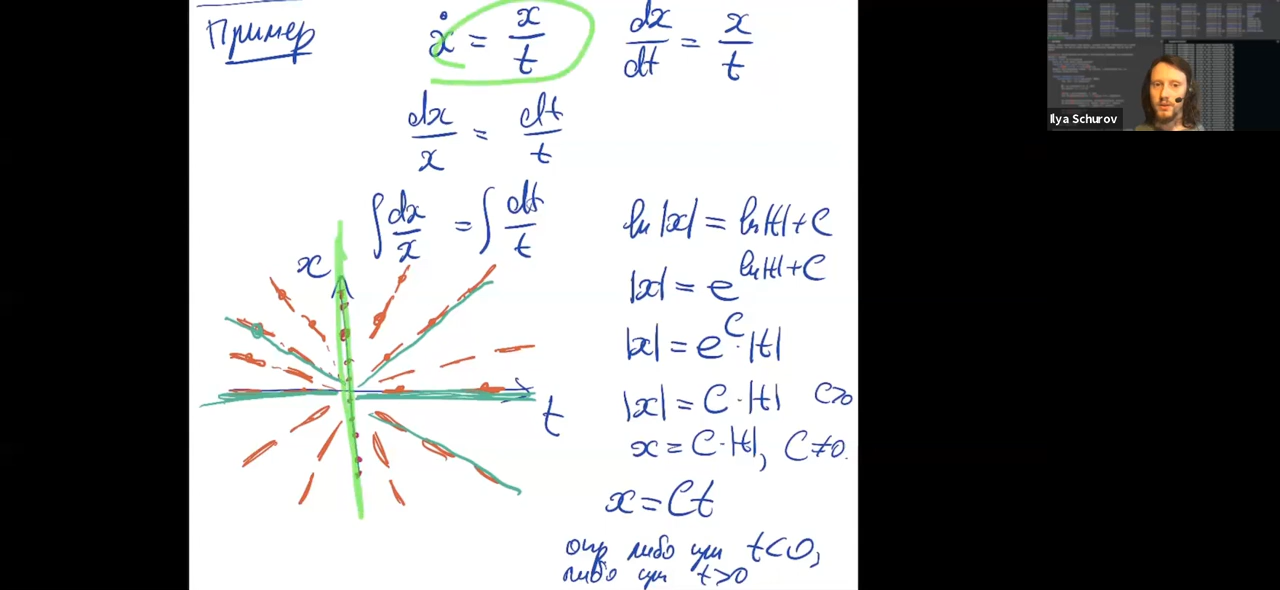 Пример ẋ = x/t dx/dt = x/t
dx/x = dt/t
∫ dx/x = ∫ dt/t
ln|x| = ln|t| + C
|x| = e^{ln|t| + C}
|x| = e^C · |t|
|x| = C · |t| C>0
x = C · |t|, C ≠ 0.
x = Ct
опр либо при t<0,
либо при t>0
x
t
Ilya Schurov